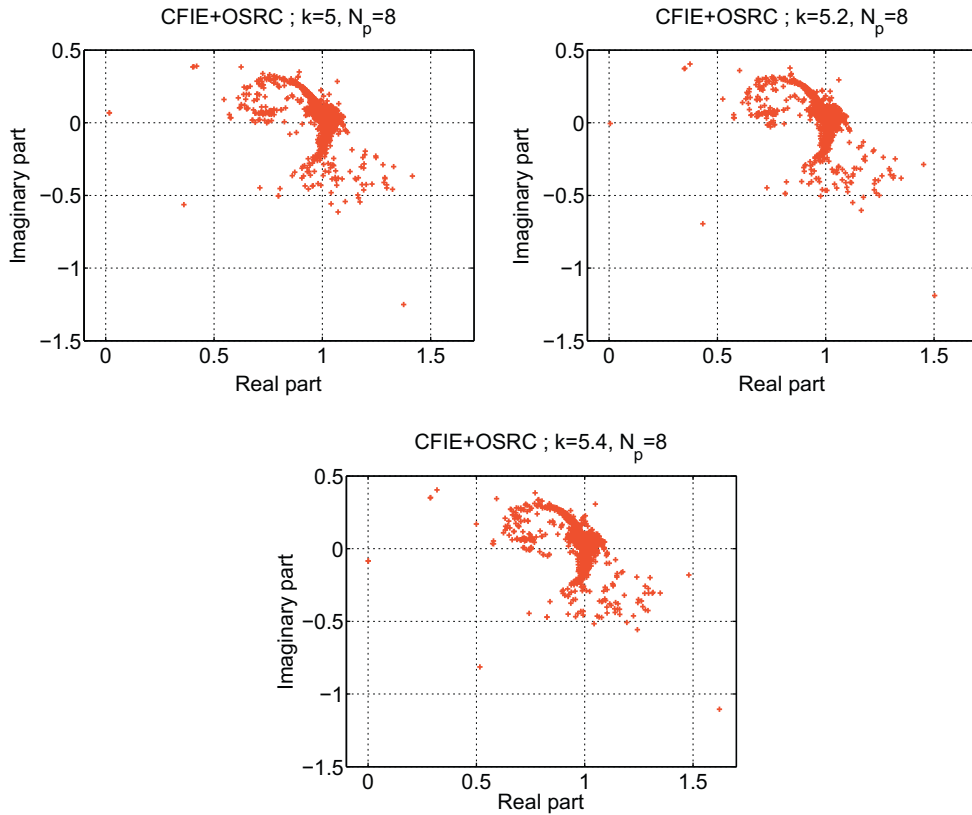 CFIE+OSRC ; k=5, N_p=8
0.5
0
−0.5
−1
−1.5
Imaginary part
0 0.5 1 1.5
Real part
CFIE+OSRC ; k=5.2, N_p=8
0.5
0
−0.5
−1
−1.5
Imaginary part
0 0.5 1 1.5
Real part
CFIE+OSRC ; k=5.4, N_p=8
0.5
0
−0.5
−1
−1.5
Imaginary part
0 0.5 1 1.5
Real part